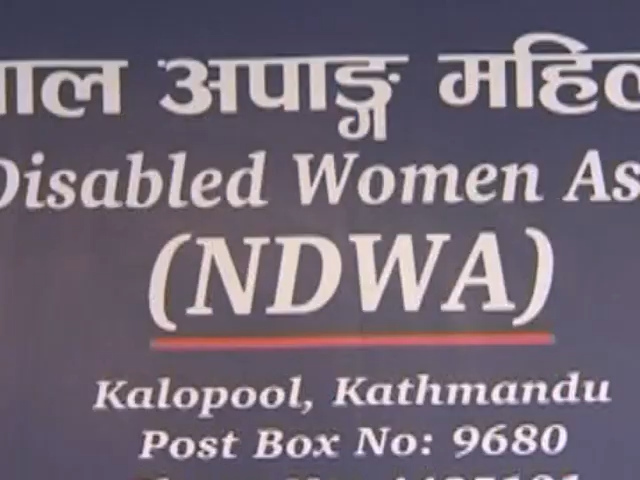 अपाङ्ग
Disabled Women
(NDWA)
Kalopool, Kathmandu
Post Box No: 9680